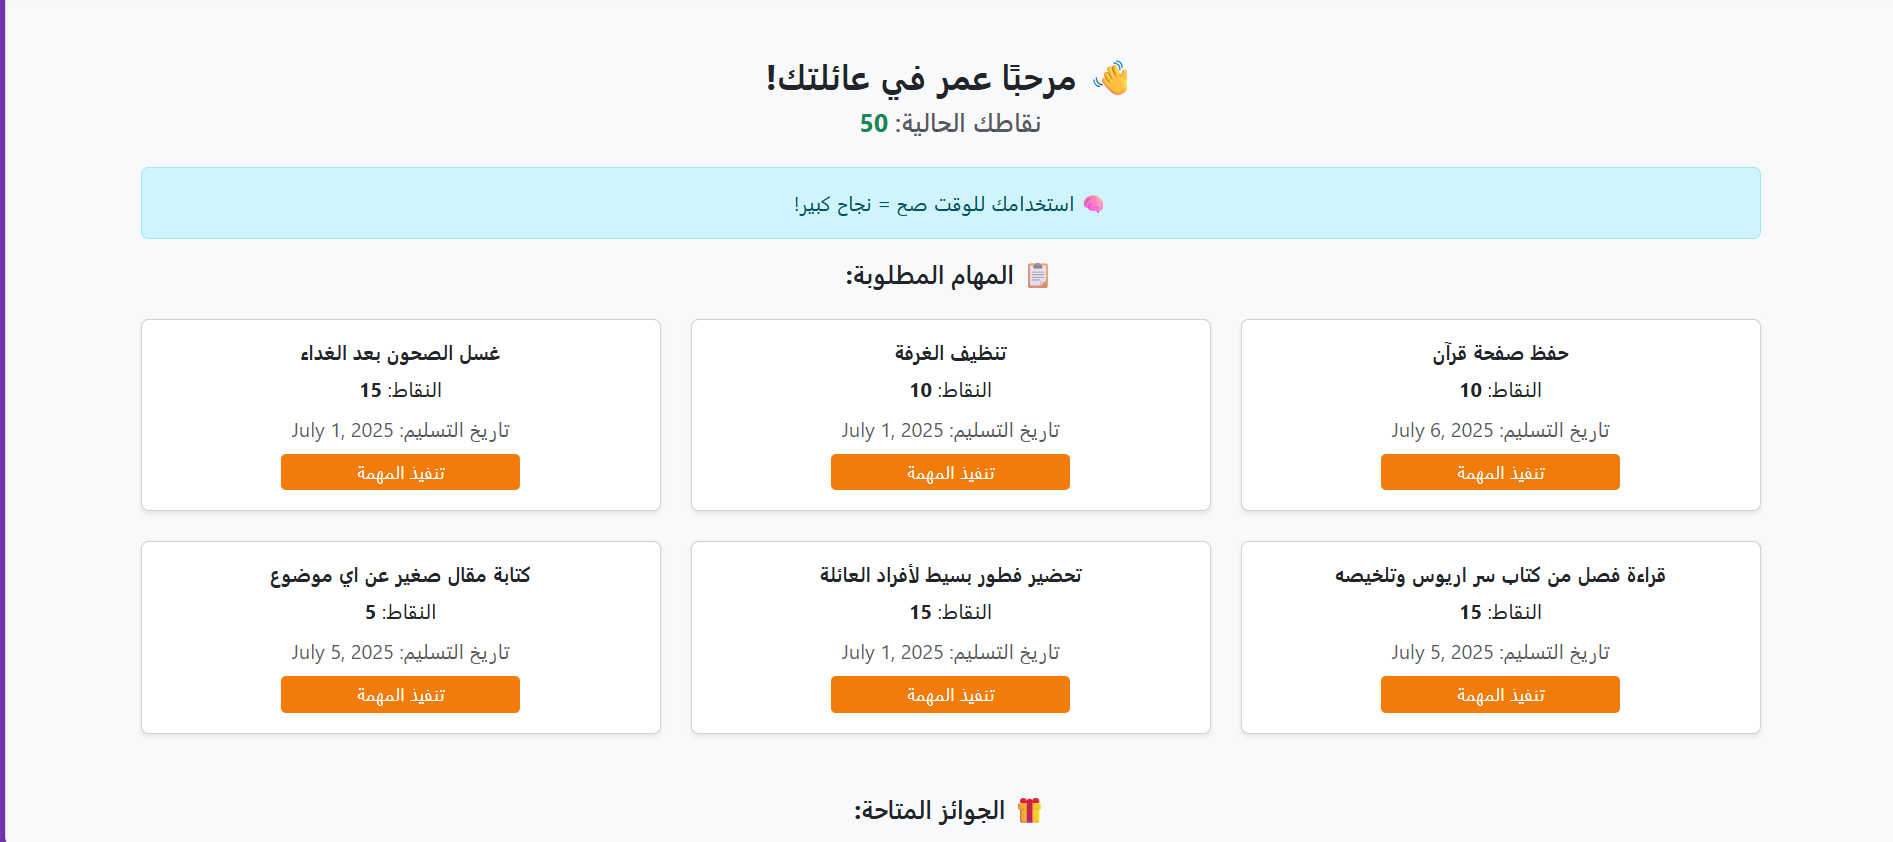 👋 مرحبًا عمر في عائلتك!
نقاطك الحالية: 50
🧠 استخدامك للوقت صح = نجاح كبير!
📋 المهام المطلوبة:
حفظ صفحة قرآن
النقاط: 10
تاريخ التسليم: July 6, 2025
تنفيذ المهمة
تنظيف الغرفة
النقاط: 10
تاريخ التسليم: July 1, 2025
تنفيذ المهمة
غسل الصحون بعد الغداء
النقاط: 15
تاريخ التسليم: July 1, 2025
تنفيذ المهمة
قراءة فصل من كتاب سر اريوس وتلخيصه
النقاط: 15
تاريخ التسليم: July 5, 2025
تنفيذ المهمة
تحضير فطور بسيط لأفراد العائلة
النقاط: 15
تاريخ التسليم: July 1, 2025
تنفيذ المهمة
كتابة مقال صغير عن اي موضوع
النقاط: 5
تاريخ التسليم: July 5, 2025
تنفيذ المهمة
🎁 الجوائز المتاحة: